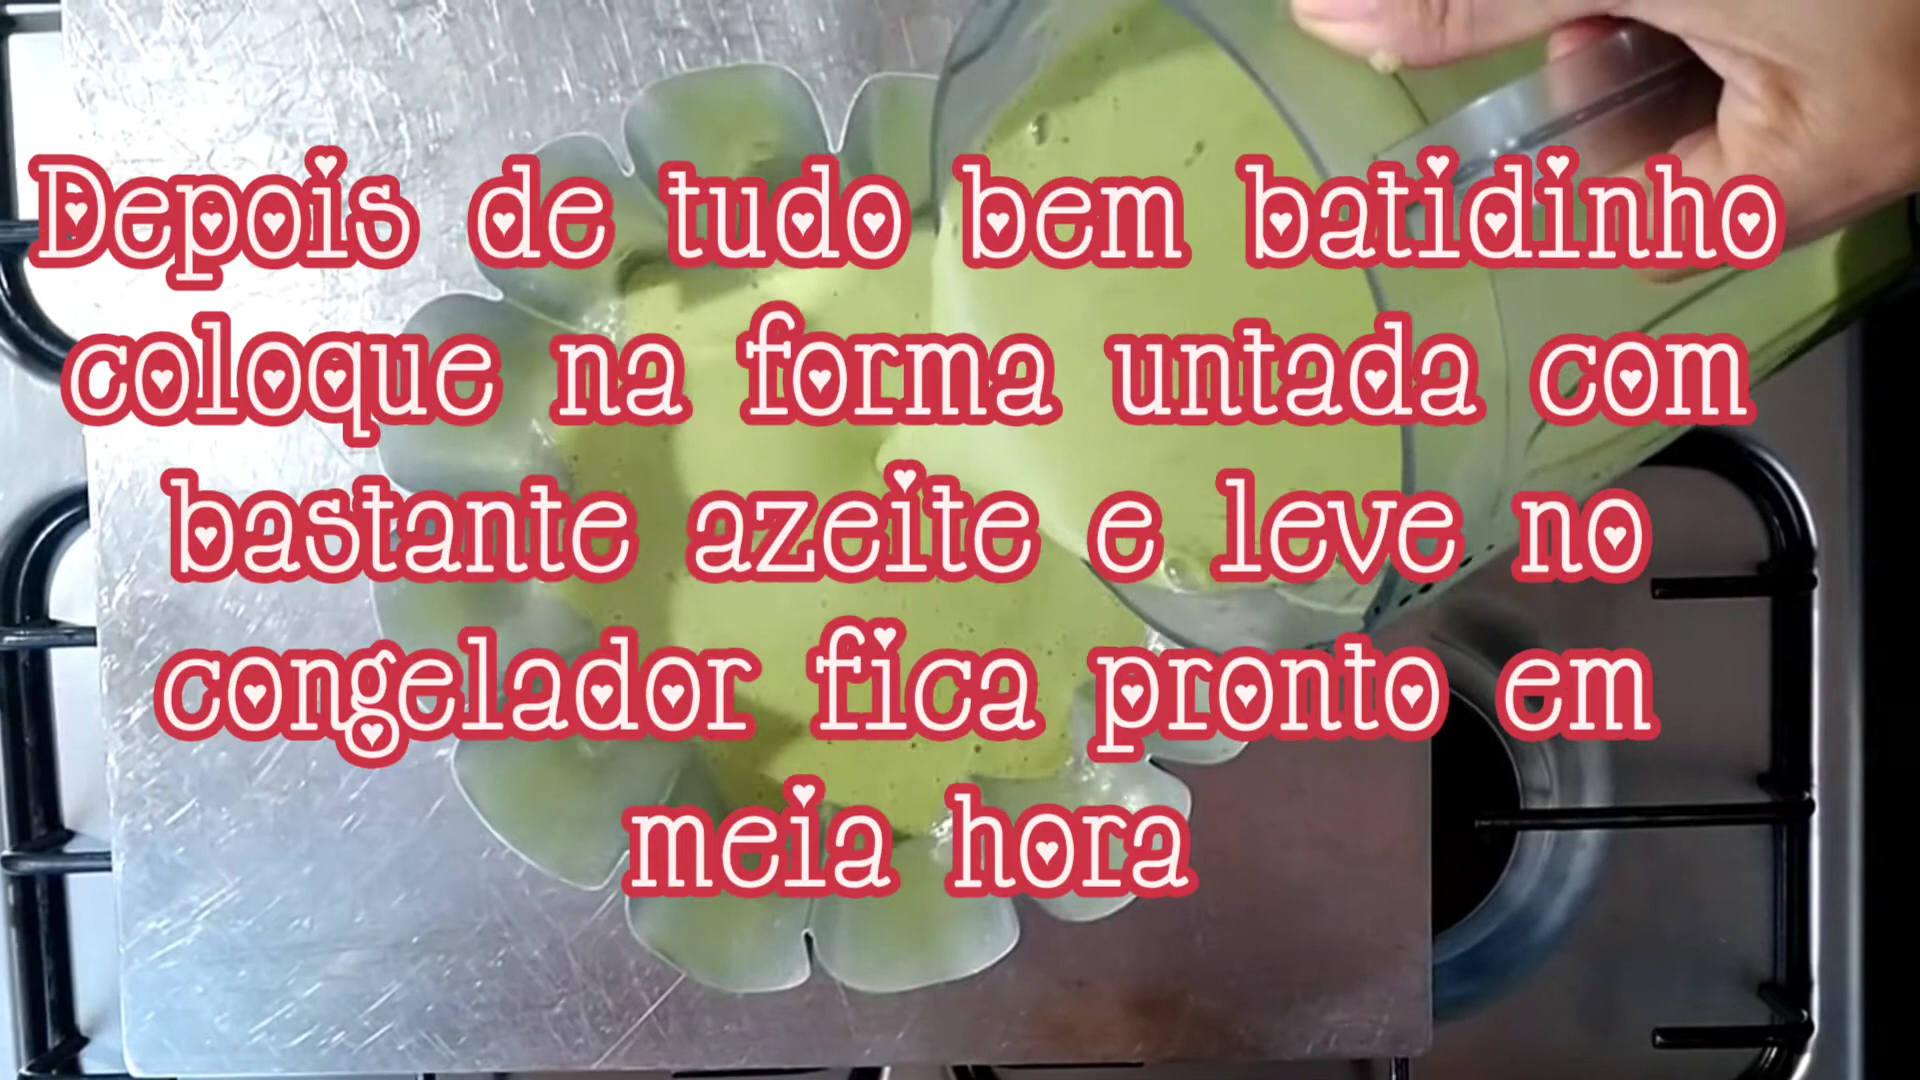 Depois de tudo bem batidinho
coloque na forma untada com
bastante azeite e leve no
congelador fica pronto em
meia hora